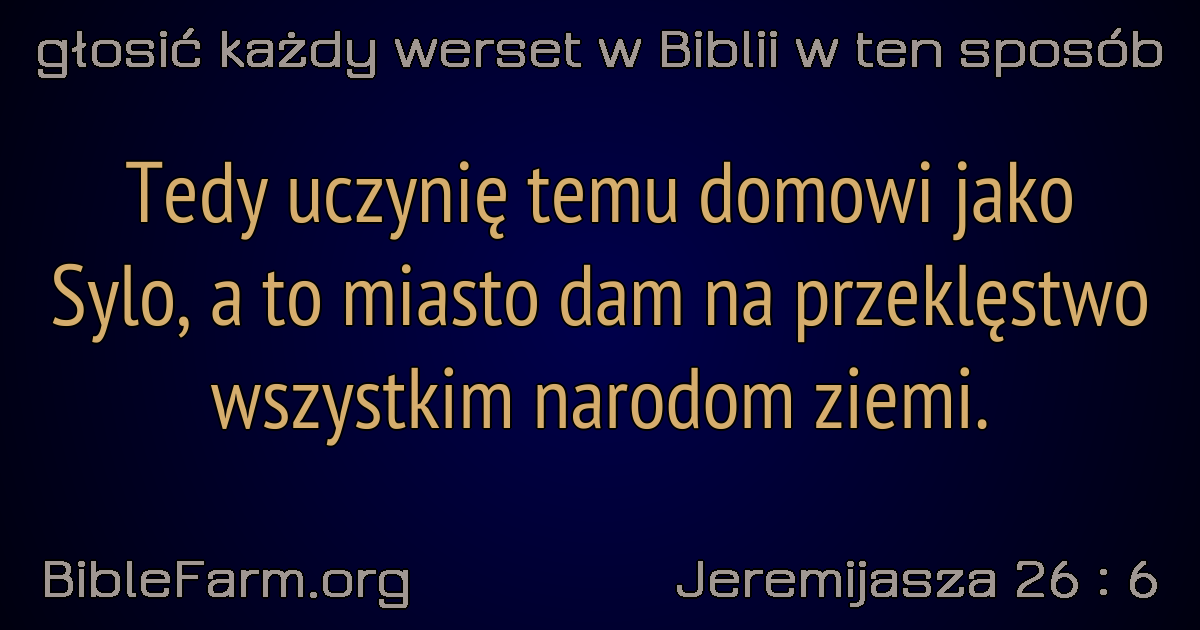 głosić każdy werset w Biblii w ten sposób
Tedy uczynię temu domowi jako
Sylo, a to miasto dam na przeklęstwo
wszystkim narodom ziemi.
BibleFarm.org
Jeremijasza 26 : 6